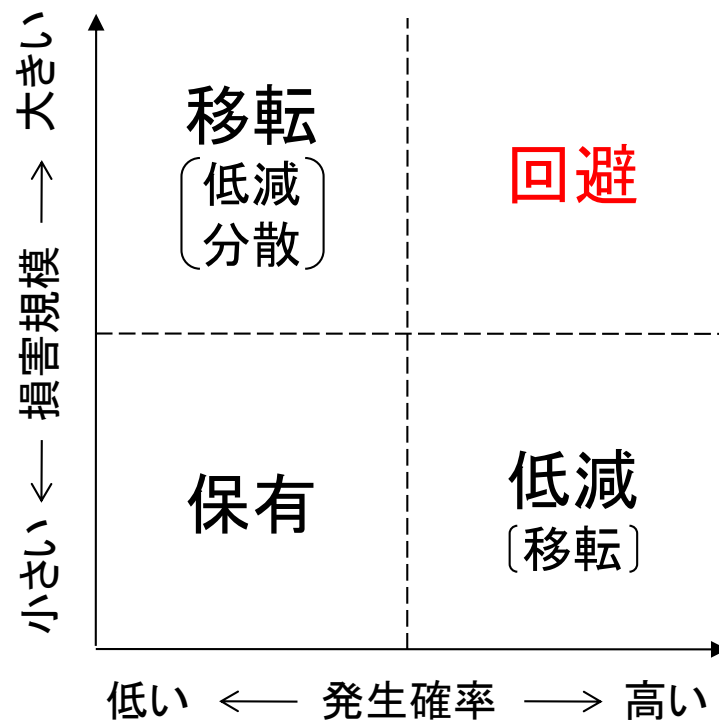 大きい
移転
低減
分散
回避
損害規模
保有
低減
〔移転〕
小さい
低い ← 発生確率 → 高い